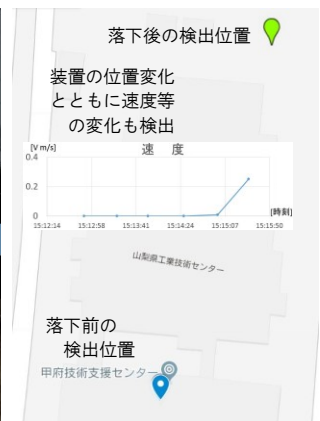 落下後の検出位置
装置の位置変化
とともに速度等
の変化も検出
[V m/s]
速 度
0.4
0.2
0
[時刻]
15:12:14 15:12:58 15:13:41 15:14:24 15:15:07 15:15:50
山梨県工業技術センター
落下前の
検出位置
甲府技術支援センター